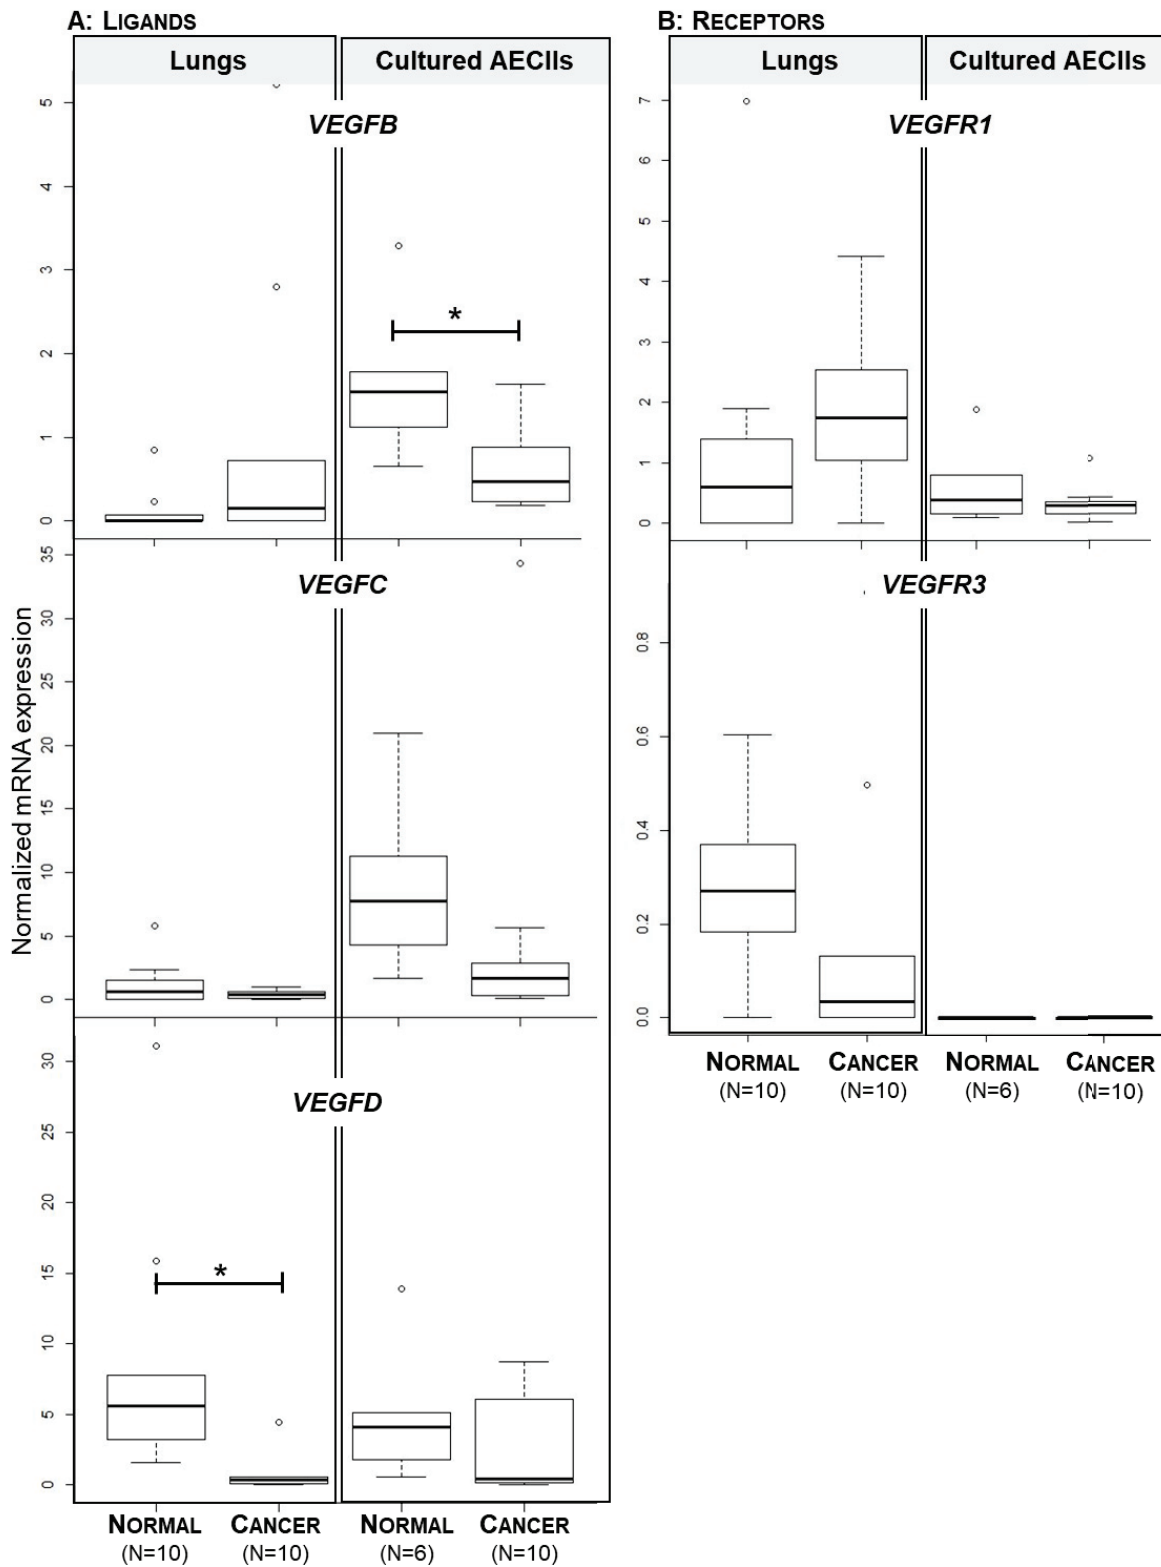 A: LIGANDS
Lungs
Cultured AECIIs
VEGFB
5
4
3
2
1
0
*
VEGFC
35
30
25
20
15
10
5
0
Normalized mRNA expression
VEGFD
30
25
20
15
10
5
0
*
NORMAL CANCER NORMAL CANCER
(N=10) (N=10) (N=6) (N=10)
B: RECEPTORS
Lungs
Cultured AECIIs
VEGFR1
7
6
5
4
3
2
1
0
VEGFR3
0.8
0.6
0.4
0.2
0.0
NORMAL CANCER NORMAL CANCER
(N=10) (N=10) (N=6) (N=10)